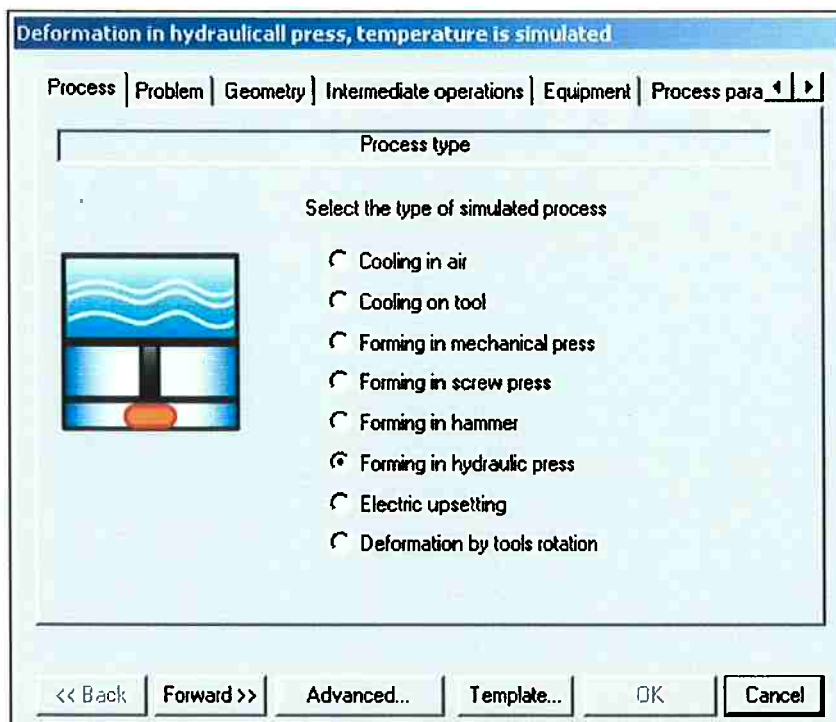 Deformation in hydraulicall press, temperature is simulated
Process Problem Geometry Intermediate operations Equipment Process para
Process type
Select the type of simulated process
Cooling in air
Cooling on tool
Forming in mechanical press
Forming in screw press
Forming in hammer
Forming in hydraulic press
Electric upsetting
Deformation by tools rotation
<< Back Forward >> Advanced... Template... OK Cancel